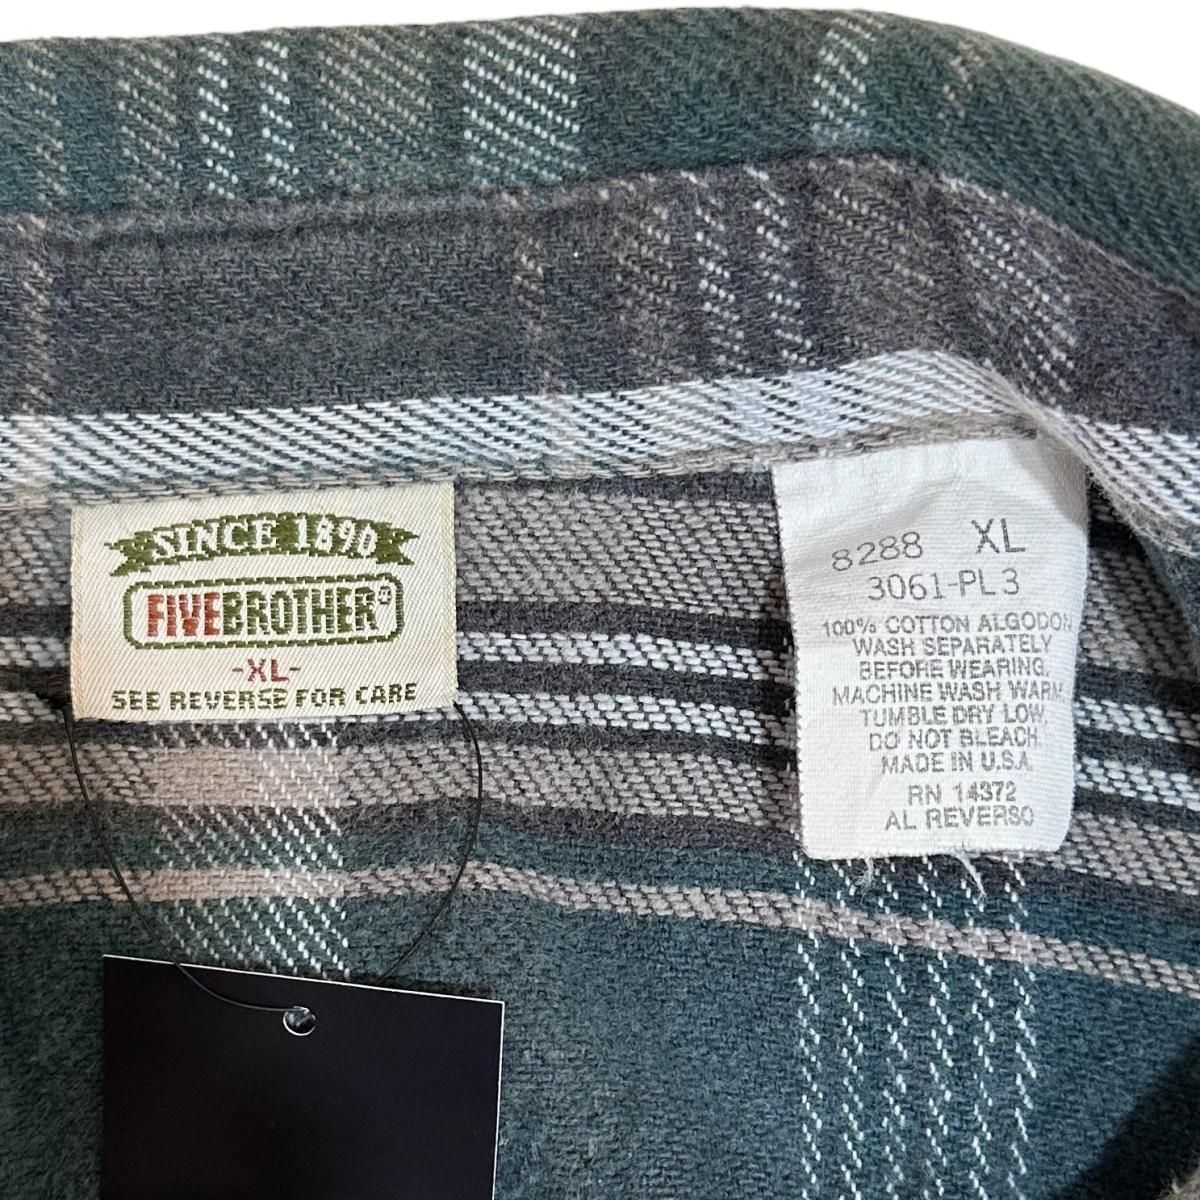 SINCE 1890
FIVEBROTHER®
-XL-
SEE REVERSE FOR CARE
8288 XL
3061-PL3
100% COTTON ALGODON
WASH SEPARATELY
BEFORE WEARING.
MACHINE WASH WARM,
TUMBLE DRY LOW,
DO NOT BLEACH.
MADE IN U.S.A.
RN 14372
AL REVERSO